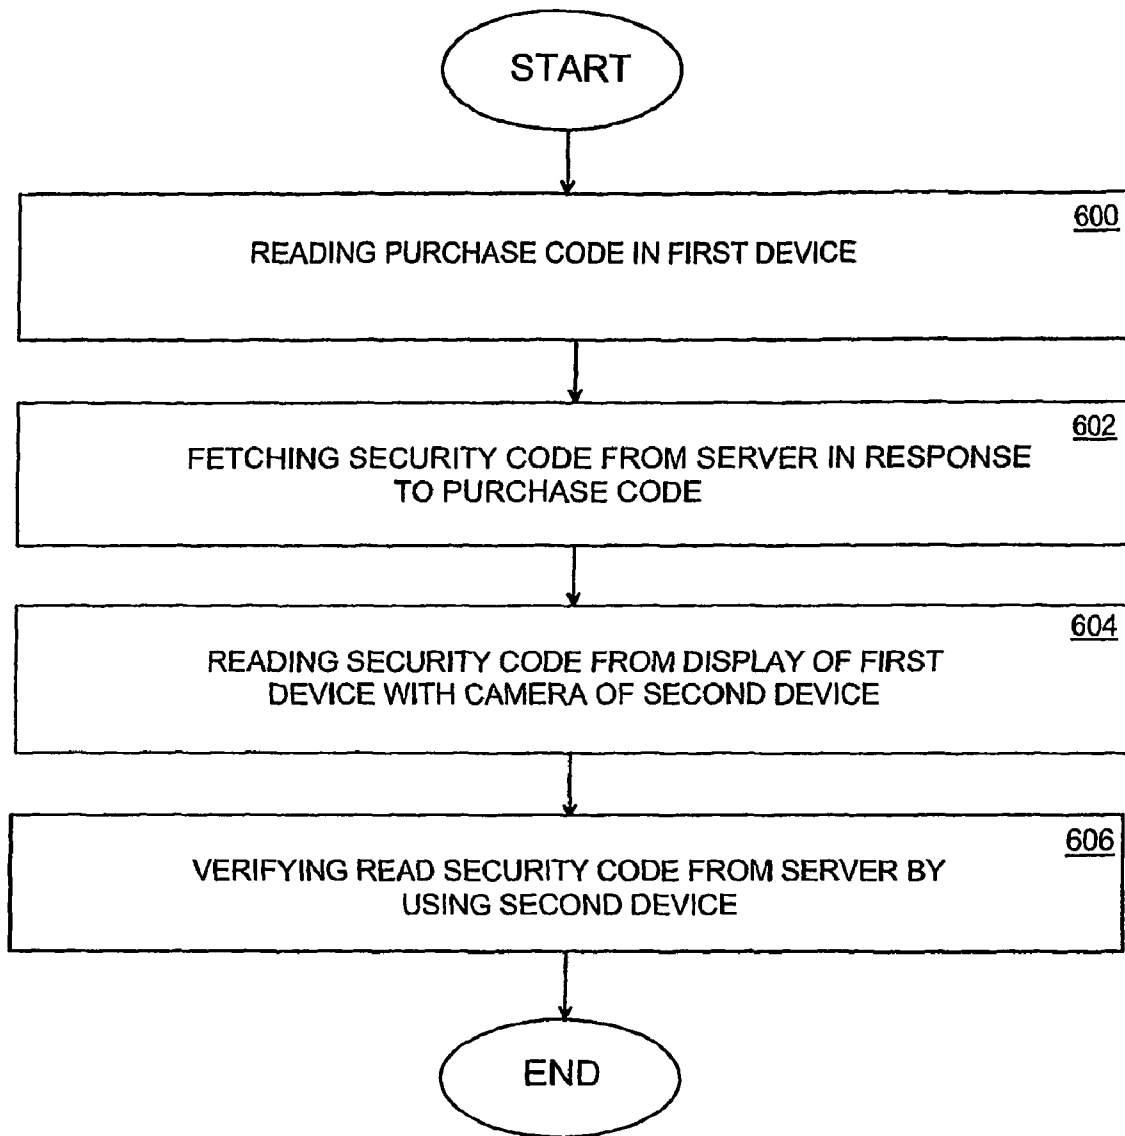 START
600
READING PURCHASE CODE IN FIRST DEVICE
602
FETCHING SECURITY CODE FROM SERVER IN RESPONSE
TO PURCHASE CODE
604
READING SECURITY CODE FROM DISPLAY OF FIRST
DEVICE WITH CAMERA OF SECOND DEVICE
606
VERIFYING READ SECURITY CODE FROM SERVER BY
USING SECOND DEVICE
END